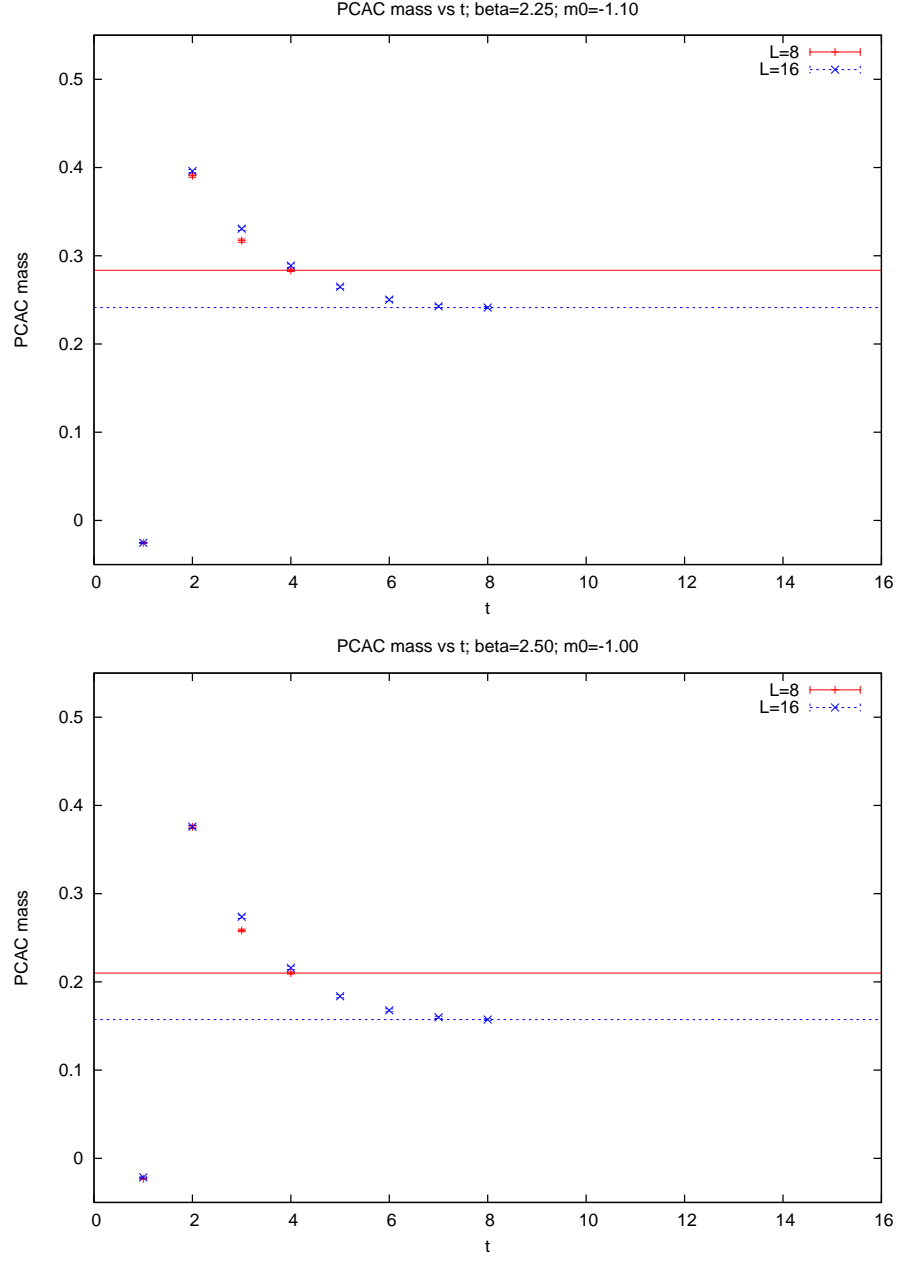 PCAC mass vs t; beta=2.25; m0=-1.10
L=8
L=16
0.5
0.4
0.3
0.2
0.1
0
PCAC mass
0 2 4 6 8 10 12 14 16
t
PCAC mass vs t; beta=2.50; m0=-1.00
L=8
L=16
0.5
0.4
0.3
0.2
0.1
0
PCAC mass
0 2 4 6 8 10 12 14 16
t